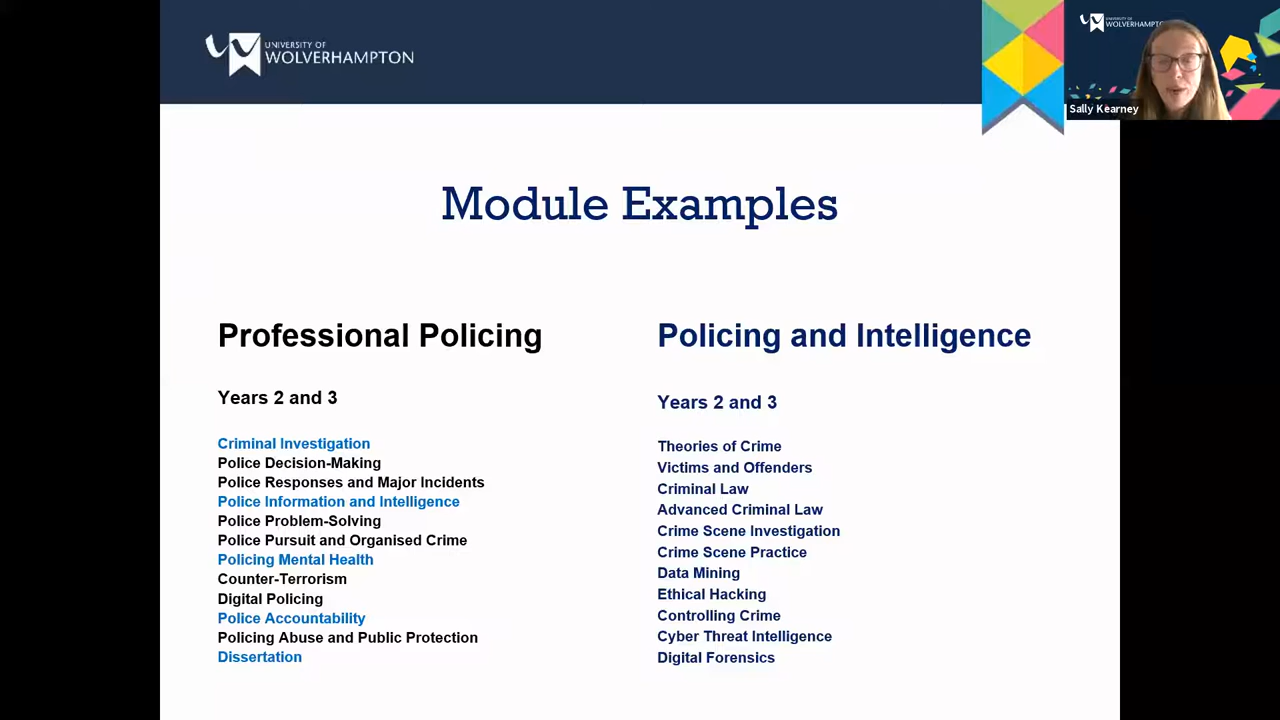 UNIVERSITY OF
WOLVERHAMPTON
UNIVERSITY OF
WOLVERHAMPTON
Sally Kearney
Module Examples
Professional Policing
Years 2 and 3
Criminal Investigation
Police Decision-Making
Police Responses and Major Incidents
Police Information and Intelligence
Police Problem-Solving
Police Pursuit and Organised Crime
Policing Mental Health
Counter-Terrorism
Digital Policing
Police Accountability
Policing Abuse and Public Protection
Dissertation
Policing and Intelligence
Years 2 and 3
Theories of Crime
Victims and Offenders
Criminal Law
Advanced Criminal Law
Crime Scene Investigation
Crime Scene Practice
Data Mining
Ethical Hacking
Controlling Crime
Cyber Threat Intelligence
Digital Forensics